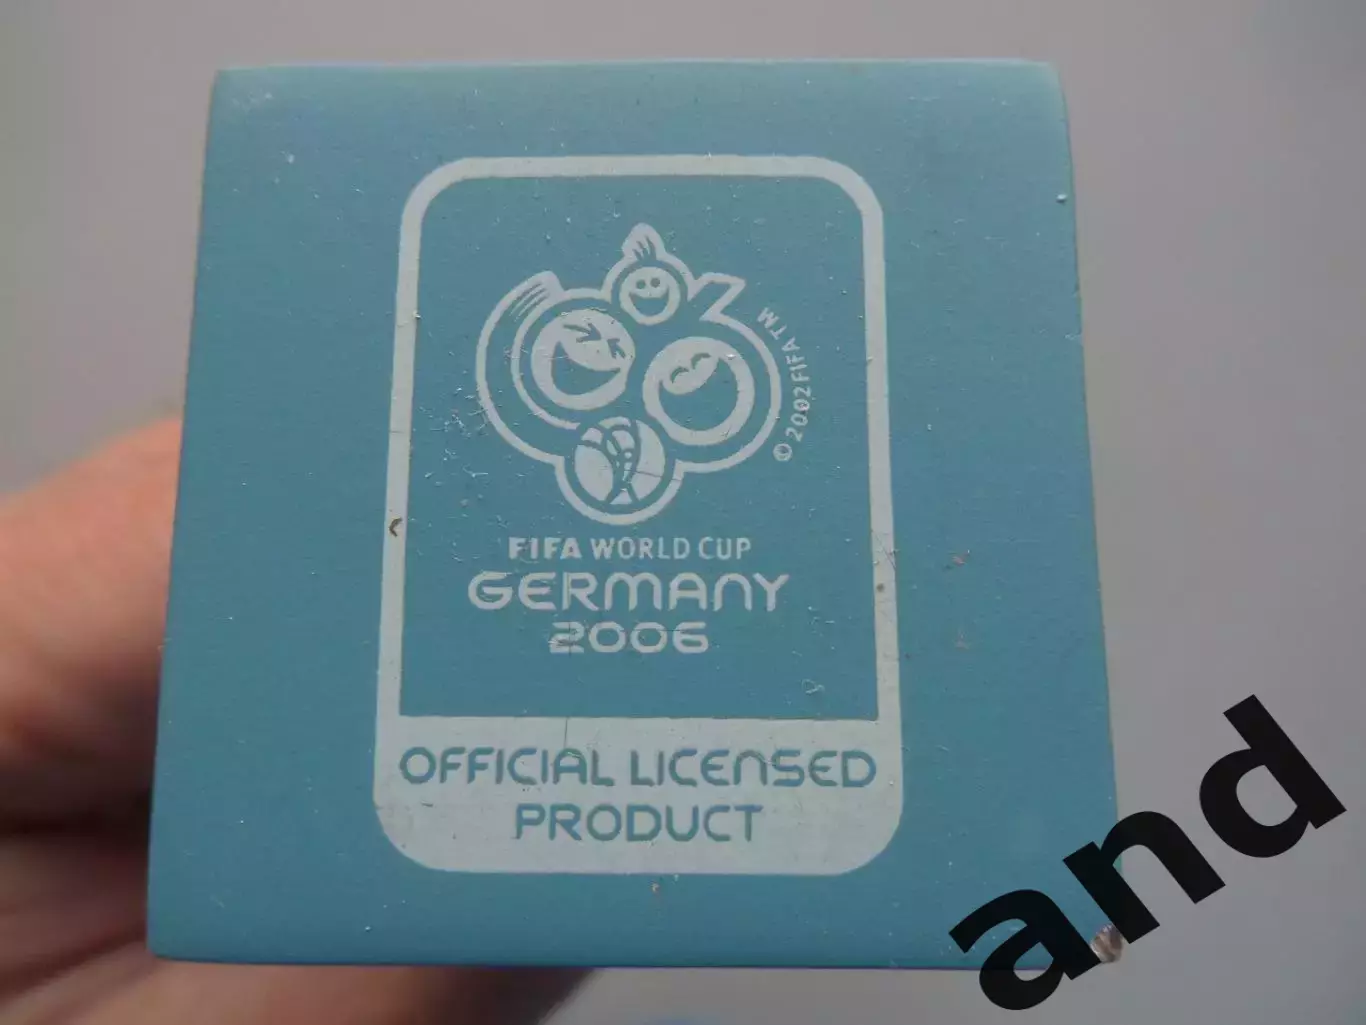 © 2002 FIFA TM
FIFA WORLD CUP
GERMANY
2006
OFFICIAL LICENSED
PRODUCT
and